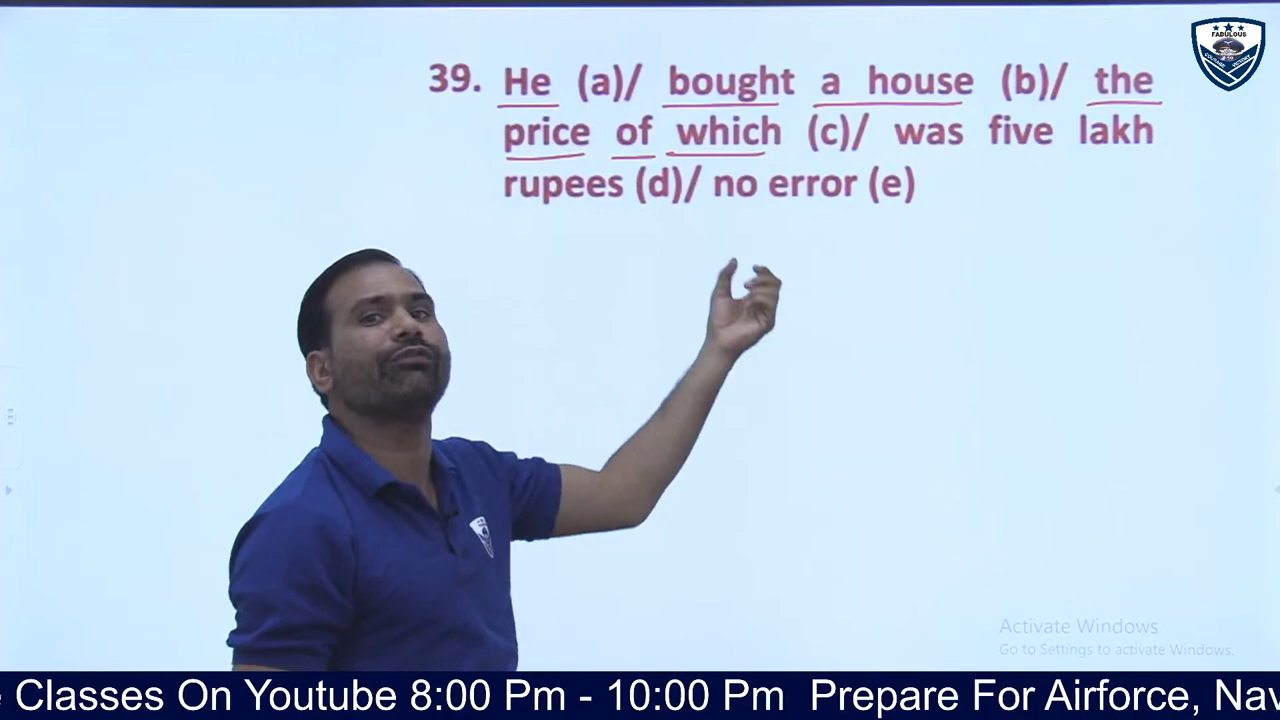 FABULOUS
39. He (a)/ bought a house (b)/ the
price of which (c)/ was five lakh
rupees (d)/ no error (e)
Activate Windows
Go to Settings to activate Windows.
Classes On Youtube 8:00 Pm - 10:00 Pm Prepare For Airforce, Nav